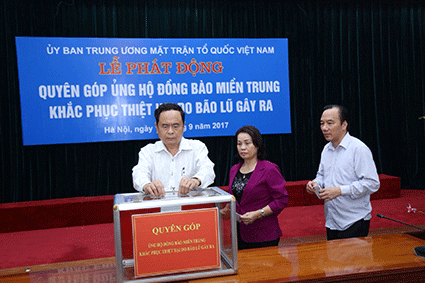 ỦY BAN TRUNG ƯƠNG MẶT TRẬN TỔ QUỐC VIỆT NAM
LỄ PHÁT ĐỘNG
QUYÊN GÓP ỦNG HỘ ĐỒNG BÀO MIỀN TRUNG
KHẮC PHỤC THIỆT DO BÃO LŨ GÂY RA
Hà Nội, ngày 9 năm 2017
QUYÊN GÓP
ỦNG HỘ ĐỒNG BÀO MIỀN TRUNG
KHẮC PHỤC THIỆT HẠI DO BÃO LŨ GÂY RA